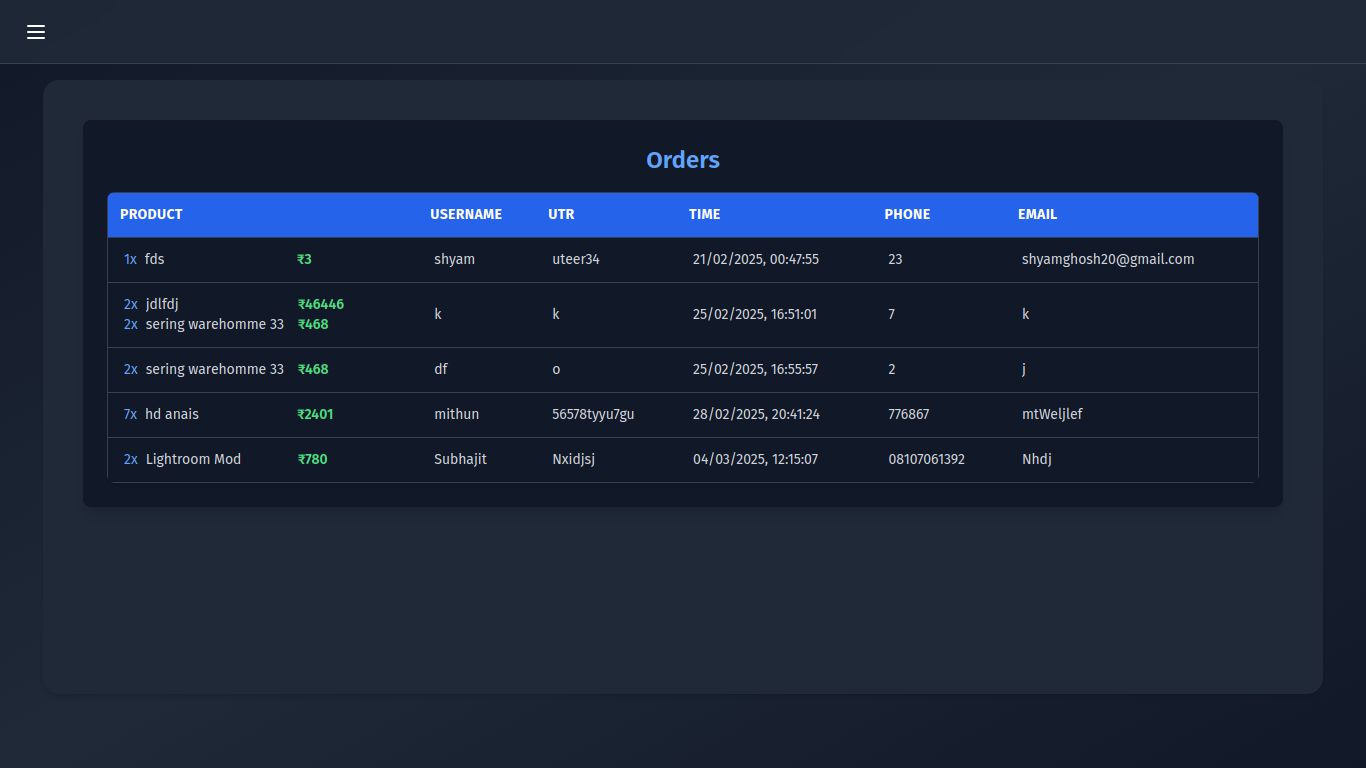 Orders
PRODUCT USERNAME UTR TIME PHONE EMAIL
1x fds ₹3 shyam uteer34 21/02/2025, 00:47:55 23 shyamghosh20@gmail.com
2x jdlfdj ₹46446
2x sering warehomme 33 ₹468
k k 25/02/2025, 16:51:01 7 k
2x sering warehomme 33 ₹468 df o 25/02/2025, 16:55:57 2 j
7x hd anais ₹2401 mithun 56578tyyu7gu 28/02/2025, 20:41:24 776867 mtWeljlef
2x Lightroom Mod ₹780 Subhajit Nxidjsj 04/03/2025, 12:15:07 08107061392 Nhdj